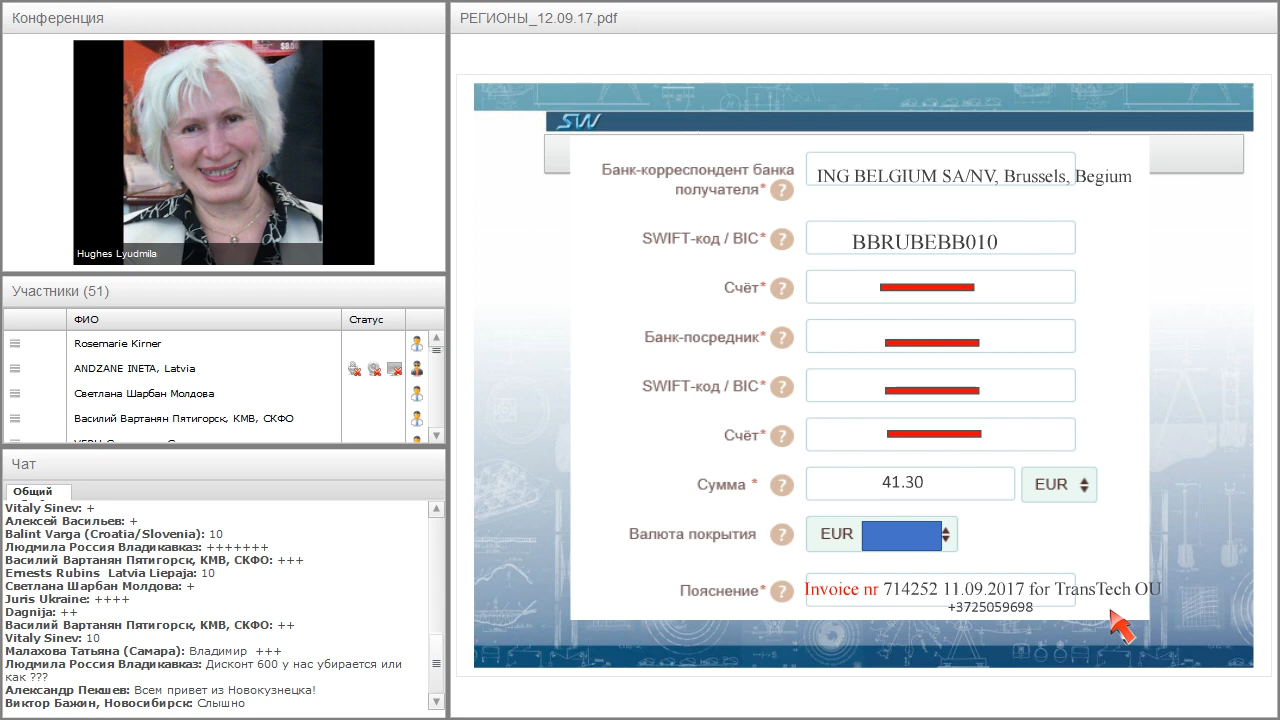 Конференция
$8.50
Hughes Lyudmila
Участники (51)
ФИО Статус
Rosemarie Kirner
ANDZANE INETA, Latvia
Светлана Шарбан Молдова
Василий Вартанян Пятигорск, КМВ, СКФО
Чат
Общий
Vitaly Sinev: +
Алексей Васильев: +
Balint Varga (Croatia/Slovenia): 10
Людмила Россия Владикавказ: +++++++
Василий Вартанян Пятигорск, КМВ, СКФО: +++
Ernests Rubins Latvia Liepaja: 10
Светлана Шарбан Молдова: +
Juris Ukraine: ++++
Dagnija: ++
Василий Вартанян Пятигорск, КМВ, СКФО: ++
Vitaly Sinev: 10
Малахова Татьяна (Самара): Владимир +++
Людмила Россия Владикавказ: Дисконт 600 у нас убирается или
как ???
Александр Пекшев: Всем привет из Новокузнецка!
Виктор Бажин, Новосибирск: Слышно
РЕГИОНЫ_12.09.17.pdf
SW
Банк-корреспондент банка
получателя* ? ING BELGIUM SA/NV, Brussels, Begium
SWIFT-код / BIC* ? BBRUBEBB010
Счёт* ?
Банк-посредник* ?
SWIFT-код / BIC* ?
Счёт* ?
Сумма * ? 41.30 EUR
Валюта покрытия ? EUR
Пояснение* ? Invoice nr 714252 11.09.2017 for TransTech OU
+3725059698